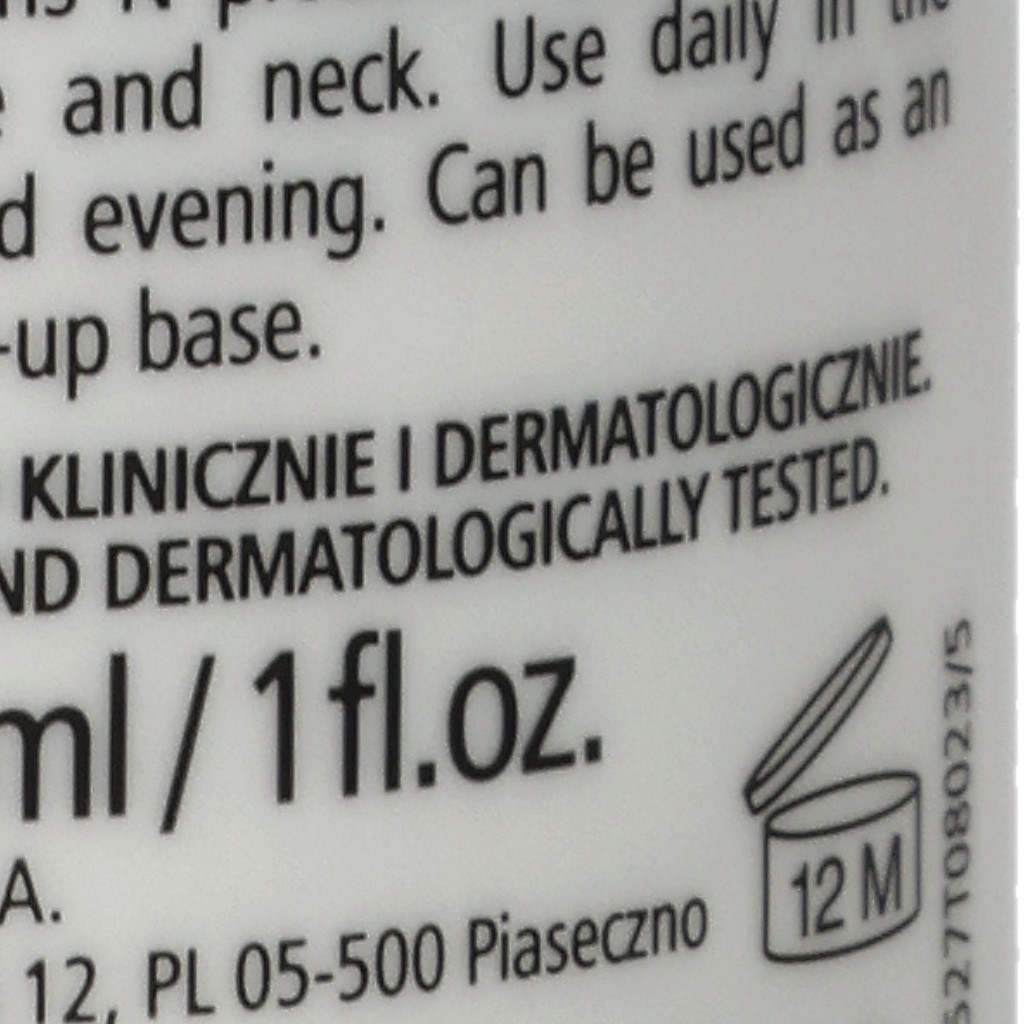 and neck. Use daily in the
evening. Can be used as an
-up base.
KLINICZNIE I DERMATOLOGICZNIE.
ND DERMATOLOGICALLY TESTED.
ml / 1 fl.oz.
A.
12, PL 05-500 Piaseczno
12 M
527T08023/5